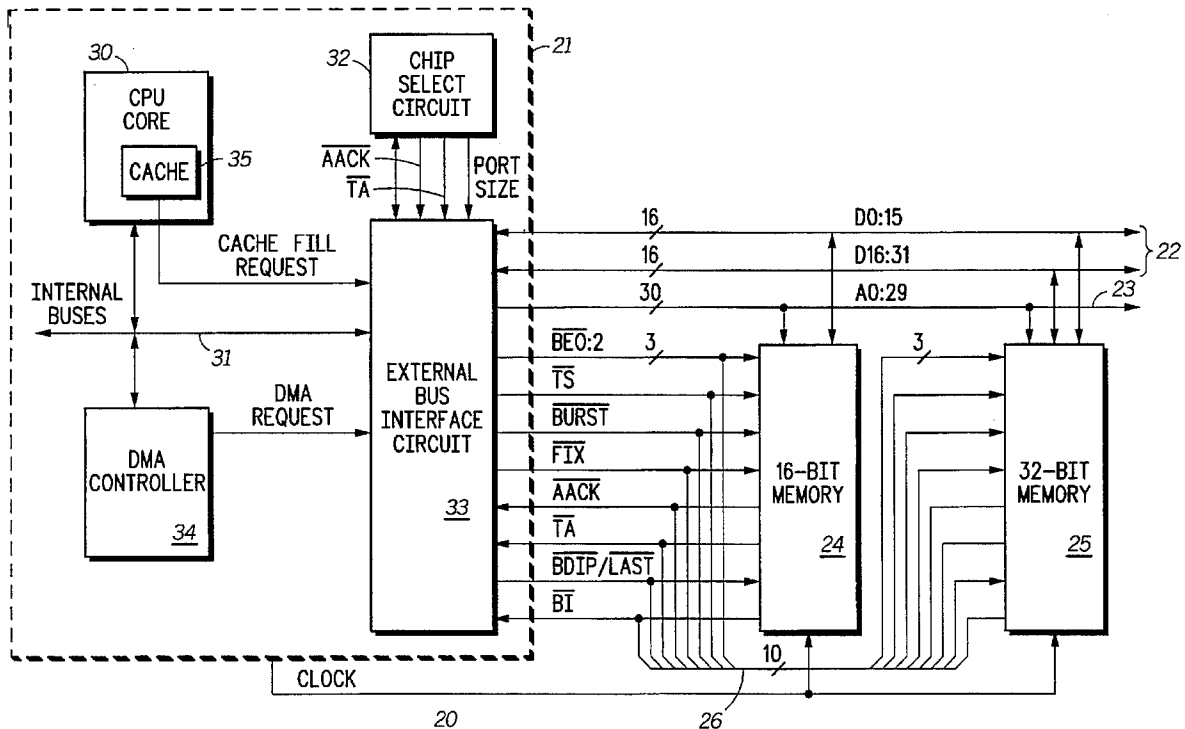 30
CPU
CORE
CACHE
35
32
CHIP
SELECT
CIRCUIT
21
AACK
TA
PORT
SIZE
CACHE FILL
REQUEST
INTERNAL
BUSES
31
DMA
REQUEST
DMA
CONTROLLER
34
EXTERNAL
BUS
INTERFACE
CIRCUIT
33
16
D0:15
16
D16:31
22
30
A0:29
23
BE0:2
3
TS
BURST
FIX
AACK
TA
BDIP/LAST
BI
16-BIT
MEMORY
24
3
32-BIT
MEMORY
25
10
26
CLOCK
20